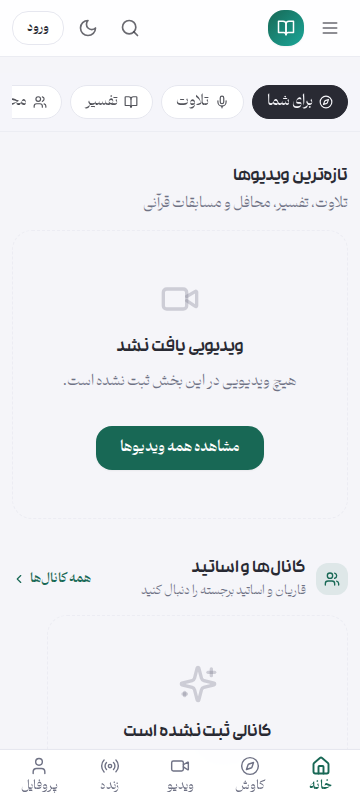 ورود
برای شما
تلاوت
تفسیر
تازه‌ترین ویدیوها
تلاوت، تفسیر، محافل و مسابقات قرآنی
ویدیویی یافت نشد
هیچ ویدیویی در این بخش ثبت نشده است.
مشاهده همه ویدیوها
کانال‌ها و اساتید
قاریان و اساتید برجسته را دنبال کنید
همه کانال‌ها
کانالی ثبت نشده است
خانه
کاوش
ویدیو
زنده
پروفایل